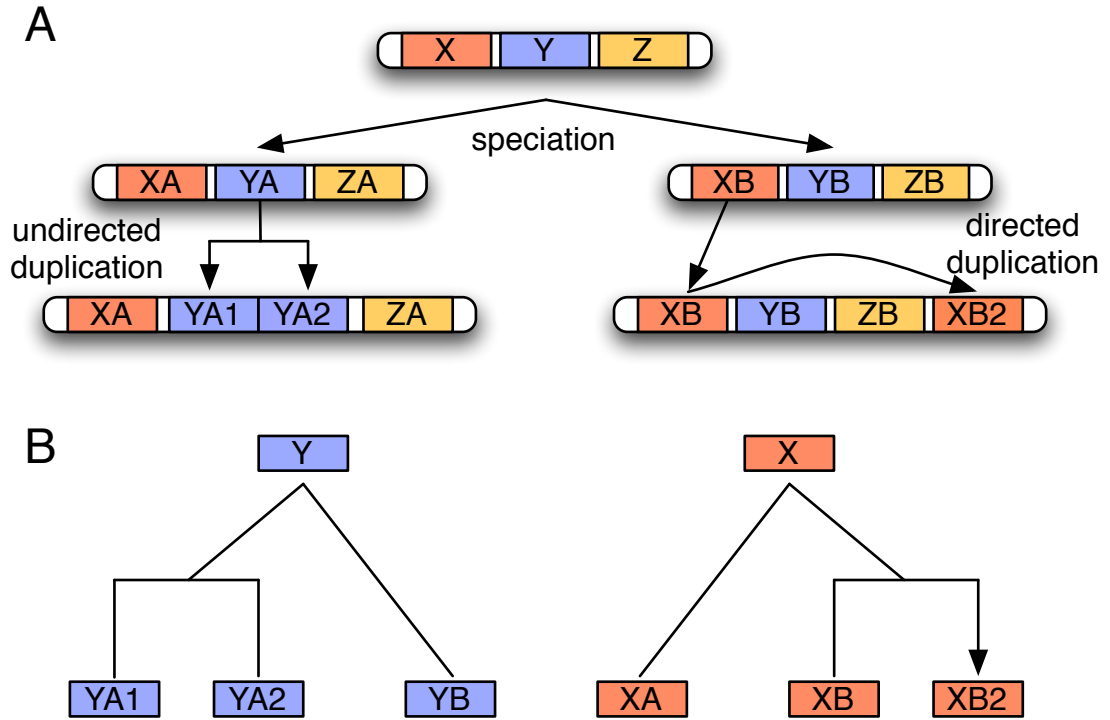 A
X Y Z
speciation
XA YA ZA
XB YB ZB
undirected
duplication
directed
duplication
XA YA1 YA2 ZA
XB YB ZB XB2
B
Y
X
YA1 YA2 YB
XA XB XB2